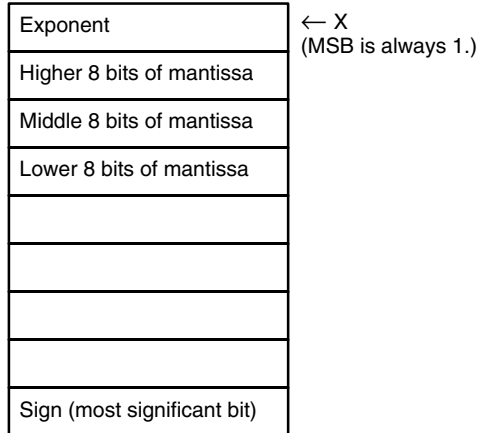 Exponent
← X
(MSB is always 1.)
Higher 8 bits of mantissa
Middle 8 bits of mantissa
Lower 8 bits of mantissa
Sign (most significant bit)